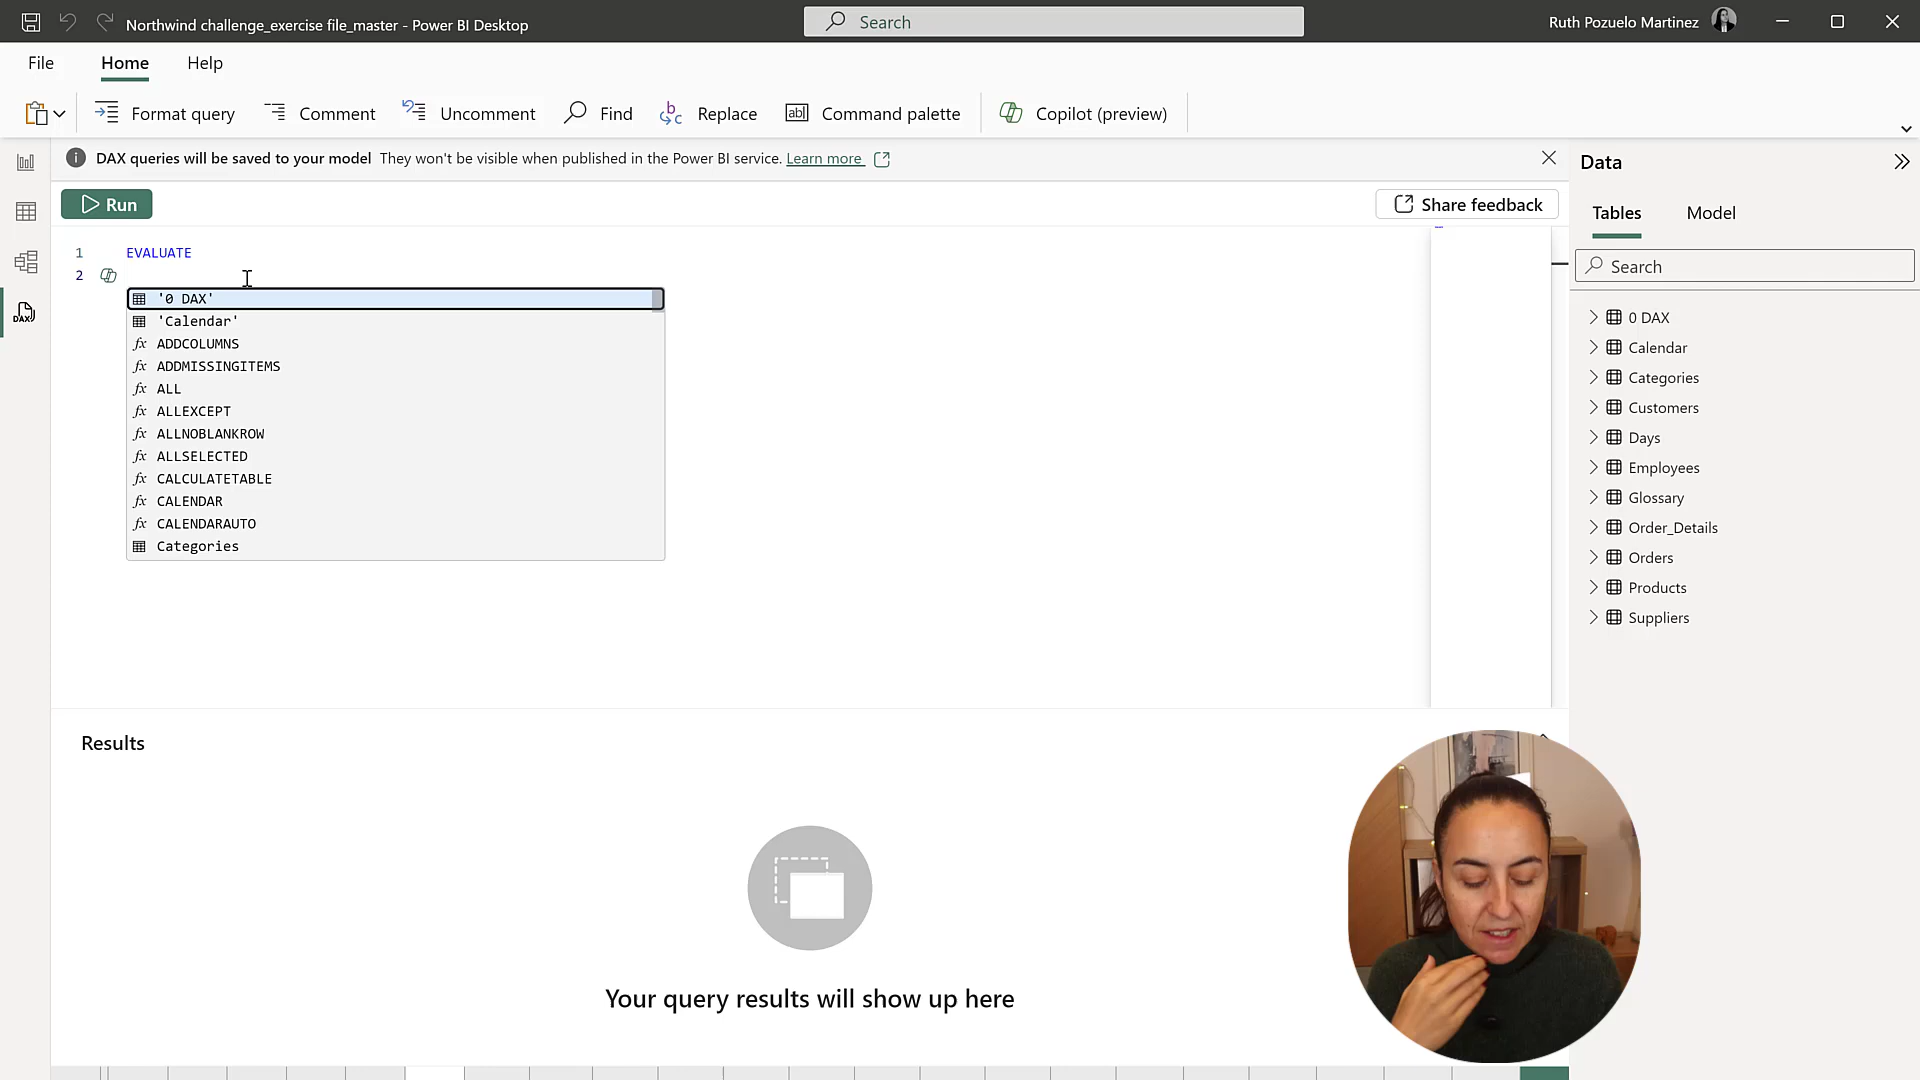 Northwind challenge_exercise file_master - Power BI Desktop
Search
Ruth Pozuelo Martinez
File
Home
Help
Format query
Comment
Uncomment
Find
Replace
Command palette
Copilot (preview)
DAX queries will be saved to your model They won't be visible when published in the Power BI service. Learn more
Run
Share feedback
1 EVALUATE
2
'0 DAX'
'Calendar'
ADDCOLUMNS
ADDMISSINGITEMS
ALL
ALLEXCEPT
ALLNOBLANKROW
ALLSELECTED
CALCULATETABLE
CALENDAR
CALENDARAUTO
Categories
Results
Your query results will show up here
Data
Tables
Model
Search
0 DAX
Calendar
Categories
Customers
Days
Employees
Glossary
Order_Details
Orders
Products
Suppliers
DAX